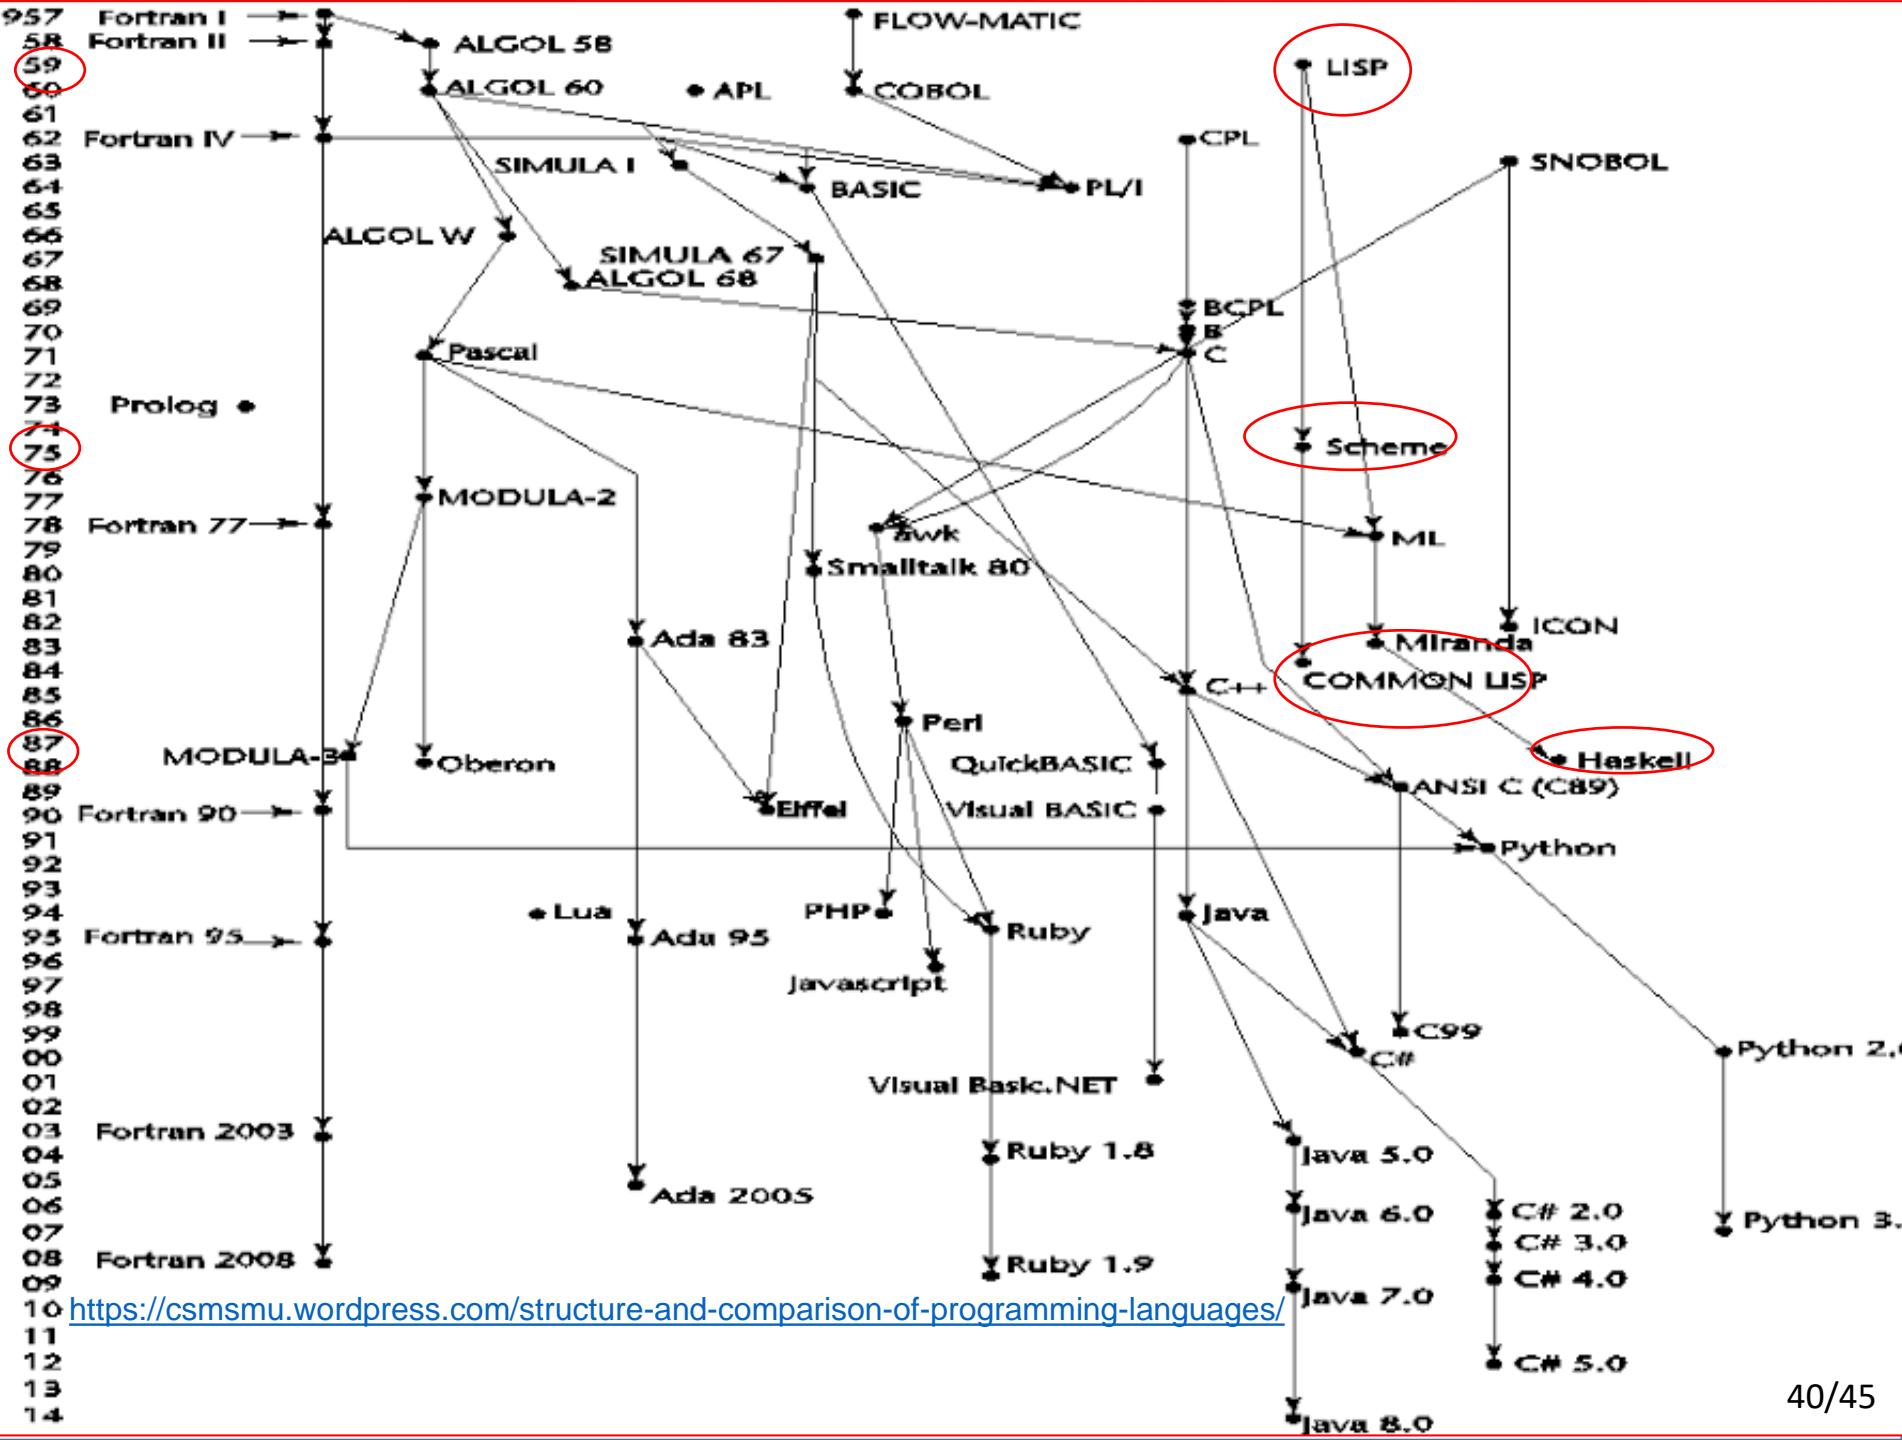 957 Fortran I FLOW-MATIC
58 Fortran II ALGOL 58
59 LISP
60 ALGOL 60 APL COBOL
61
62 Fortran IV CPL
63 SIMULA I SNOBOL
64 BASIC PL/I
65
66 ALGOL W
67 SIMULA 67
68 ALGOL 68
69 BCPL
70 B
71 Pascal C
72
73 Prolog
74
75 Scheme
76
77 MODULA-2
78 Fortran 77 awk ML
79
80 Smalltalk 80
81
82 ICON
83 Ada 83 Miranda
84 COMMON LISP
85 C++
86 Perl
87
88 MODULA-3 Oberon QuickBASIC Haskell
89 ANSI C (C89)
90 Fortran 90 Eiffel Visual BASIC
91 Python
92
93
94 Lua PHP Java
95 Fortran 95 Ada 95 Ruby
96
97 Javascript
98
99 C99
00 C# Python 2.
01 Visual Basic.NET
02
03 Fortran 2003
04 Ruby 1.8 Java 5.0
05 Ada 2005
06 Java 6.0 C# 2.0
07 Python 3. C# 3.0
08 Fortran 2008 Ruby 1.9
09 C# 4.0
10 https://csmsmu.wordpress.com/structure-and-comparison-of-programming-languages/ Java 7.0
11
12 C# 5.0
13 40/45
14 Java 8.0